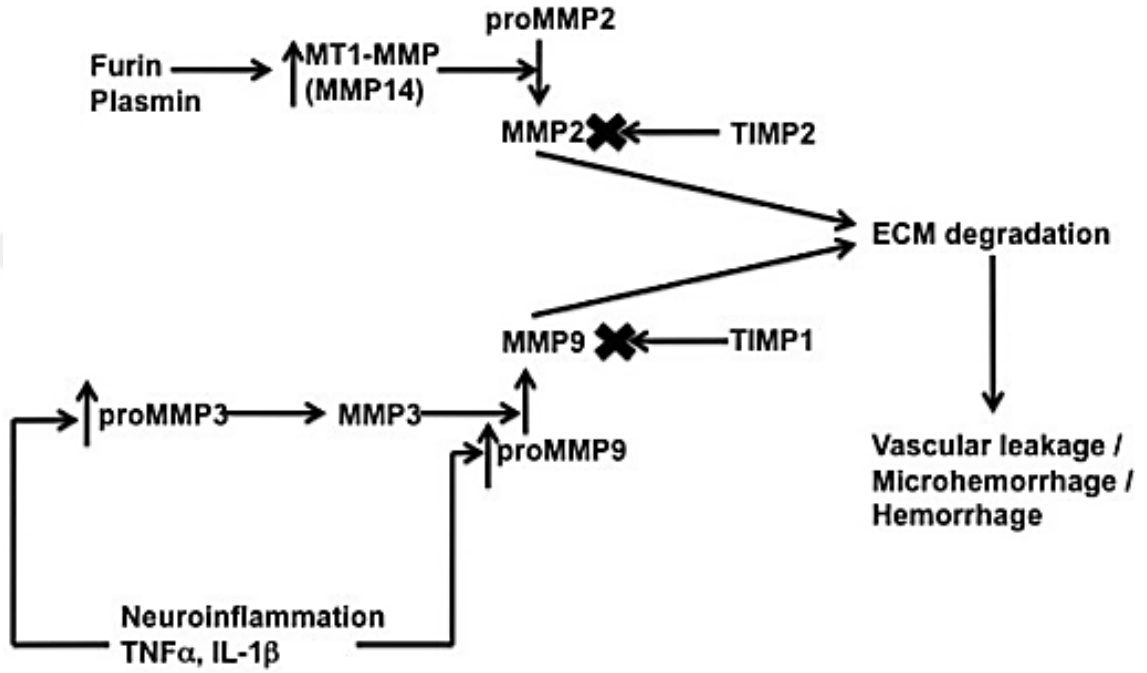 proMMP2
Furin
Plasmin
MT1-MMP
(MMP14)
MMP2
TIMP2
ECM degradation
MMP9
TIMP1
proMMP3
MMP3
proMMP9
Vascular leakage /
Microhemorrhage /
Hemorrhage
Neuroinflammation
TNFα, IL-1β